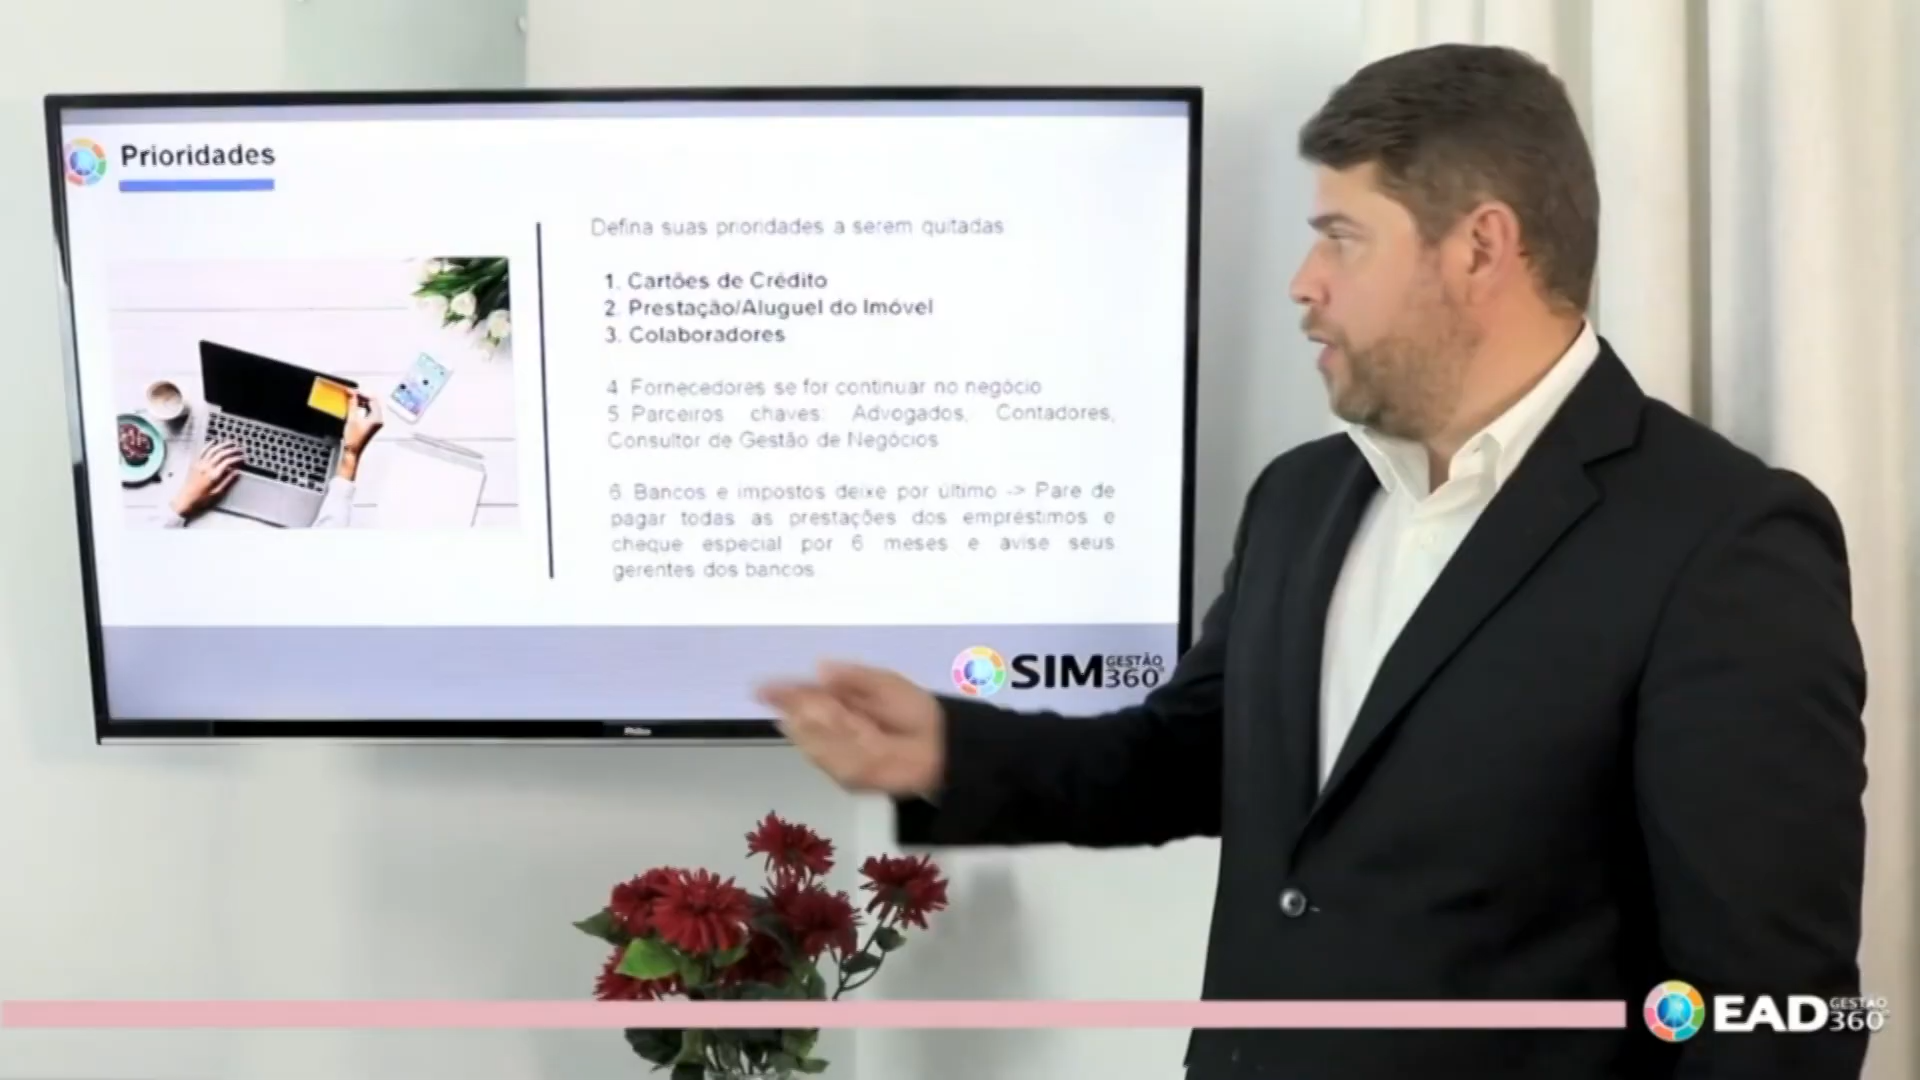 Prioridades
Defina suas prioridades a serem quitadas
1. Cartões de Crédito
2. Prestação/Aluguel do Imóvel
3. Colaboradores
4 Fornecedores se for continuar no negócio
5 Parceiros chaves: Advogados, Contadores,
Consultor de Gestão de Negócios
6 Bancos e impostos deixe por último -> Pare de
pagar todas as prestações dos empréstimos e
cheque especial por 6 meses e avise seus
gerentes dos bancos
SIM GESTÃO 360°
Philco
EAD GESTÃO 360°